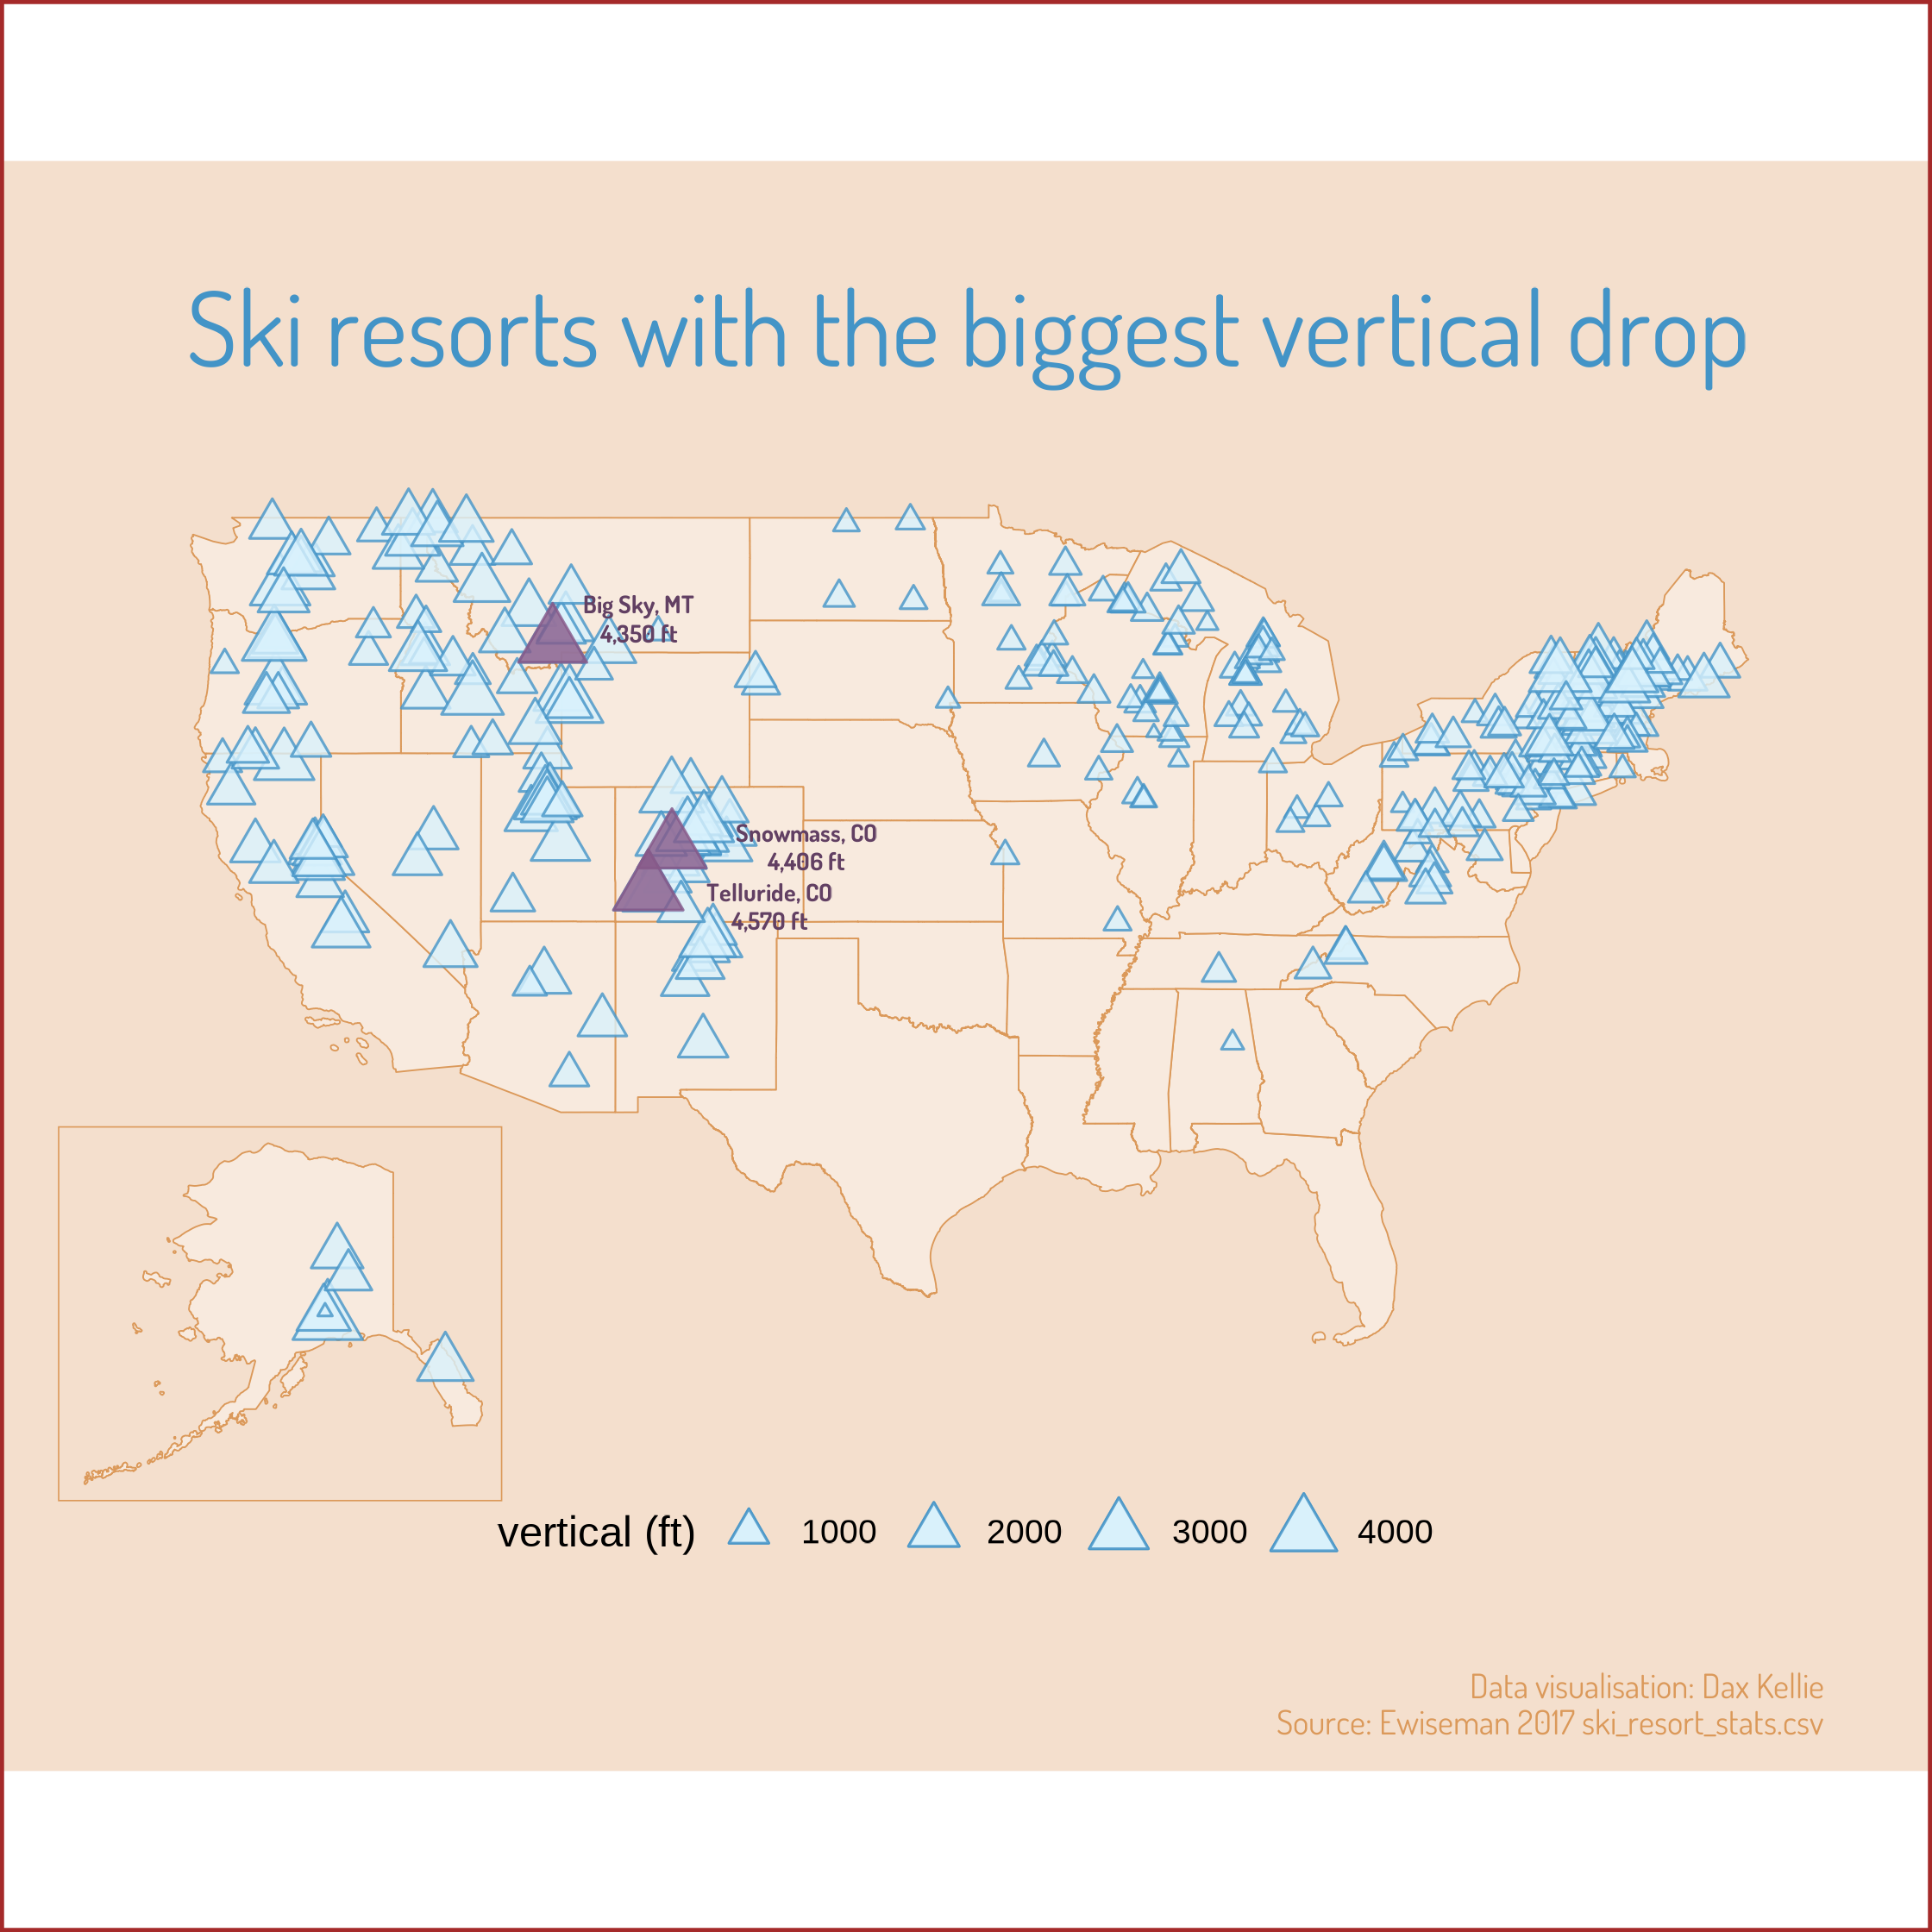 Ski resorts with the biggest vertical drop
Big Sky, MT
4,350 ft
Snowmass, CO
4,406 ft
Telluride, CO
4,570 ft
vertical (ft) 1000 2000 3000 4000
Data visualisation: Dax Kellie
Source: Ewiseman 2017 ski_resort_stats.csv